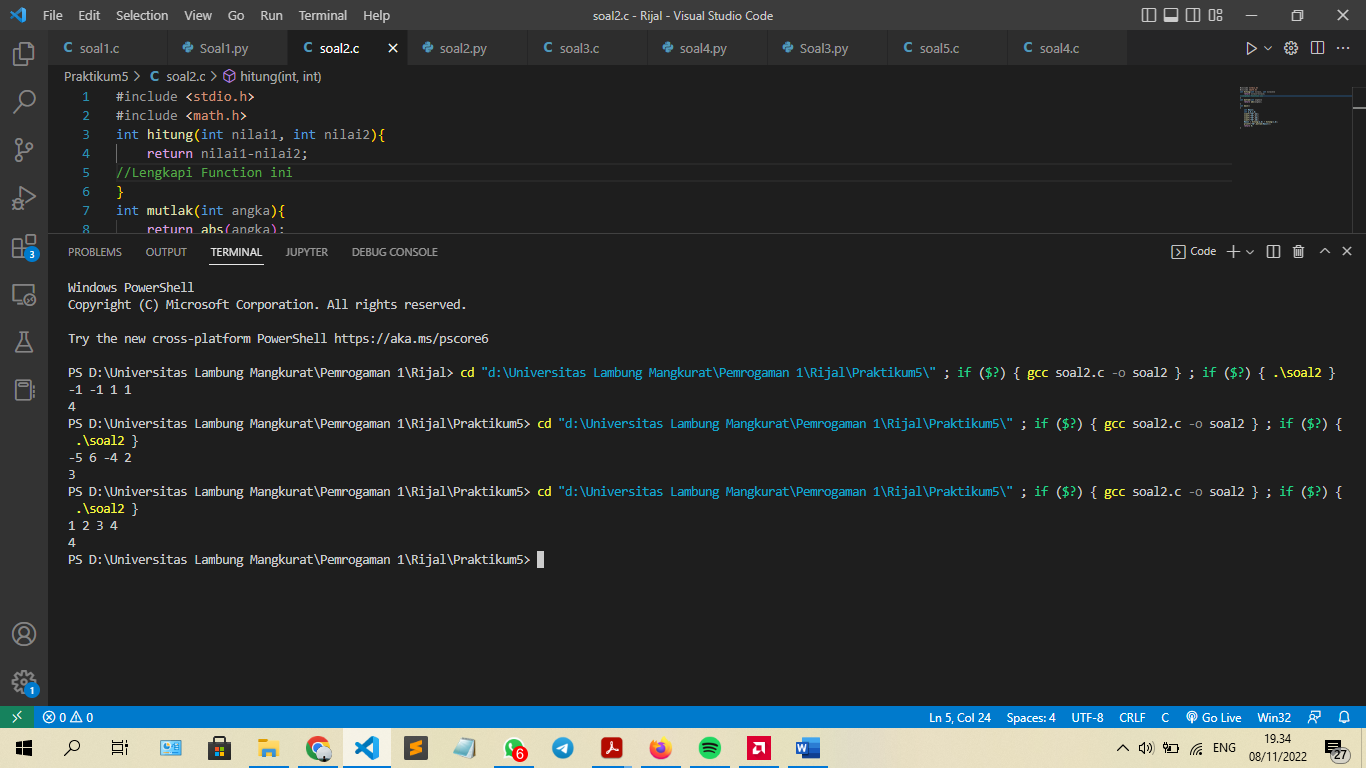 File Edit Selection View Go Run Terminal Help soal2.c - Rijal - Visual Studio Code
soal1.c Soal1.py soal2.c soal2.py soal3.c soal4.py Soal3.py soal5.c soal4.c
Praktikum5 > C soal2.c > hitung(int, int)
1 #include <stdio.h>
2 #include <math.h>
3 int hitung(int nilai1, int nilai2){
4 return nilai1-nilai2;
5 //Lengkapi Function ini
6 }
7 int mutlak(int angka){
8 return abs(angka);
PROBLEMS OUTPUT TERMINAL JUPYTER DEBUG CONSOLE Code
Windows PowerShell
Copyright (C) Microsoft Corporation. All rights reserved.
Try the new cross-platform PowerShell https://aka.ms/pscore6
PS D:\Universitas Lambung Mangkurat\Pemrogaman 1\Rijal> cd "d:\Universitas Lambung Mangkurat\Pemrogaman 1\Rijal\Praktikum5\" ; if ($?) { gcc soal2.c -o soal2 } ; if ($?) { .\soal2 }
-1 -1 1 1
4
PS D:\Universitas Lambung Mangkurat\Pemrogaman 1\Rijal\Praktikum5> cd "d:\Universitas Lambung Mangkurat\Pemrogaman 1\Rijal\Praktikum5\" ; if ($?) { gcc soal2.c -o soal2 } ; if ($?) {
.\soal2 }
-5 6 -4 2
3
PS D:\Universitas Lambung Mangkurat\Pemrogaman 1\Rijal\Praktikum5> cd "d:\Universitas Lambung Mangkurat\Pemrogaman 1\Rijal\Praktikum5\" ; if ($?) { gcc soal2.c -o soal2 } ; if ($?) {
.\soal2 }
1 2 3 4
4
PS D:\Universitas Lambung Mangkurat\Pemrogaman 1\Rijal\Praktikum5>
0 0 Ln 5, Col 24 Spaces: 4 UTF-8 CRLF C Go Live Win32
ENG 19.34
08/11/2022 27